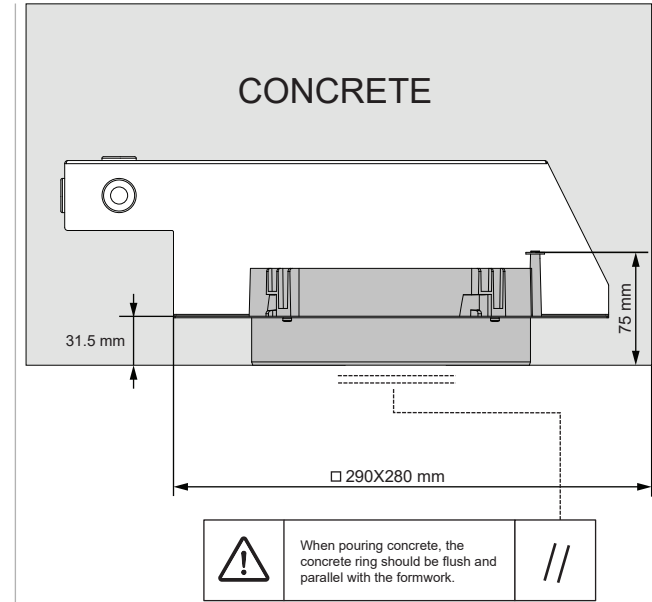 CONCRETE
31.5 mm
75 mm
□ 290X280 mm
When pouring concrete, the
concrete ring should be flush and
parallel with the formwork.